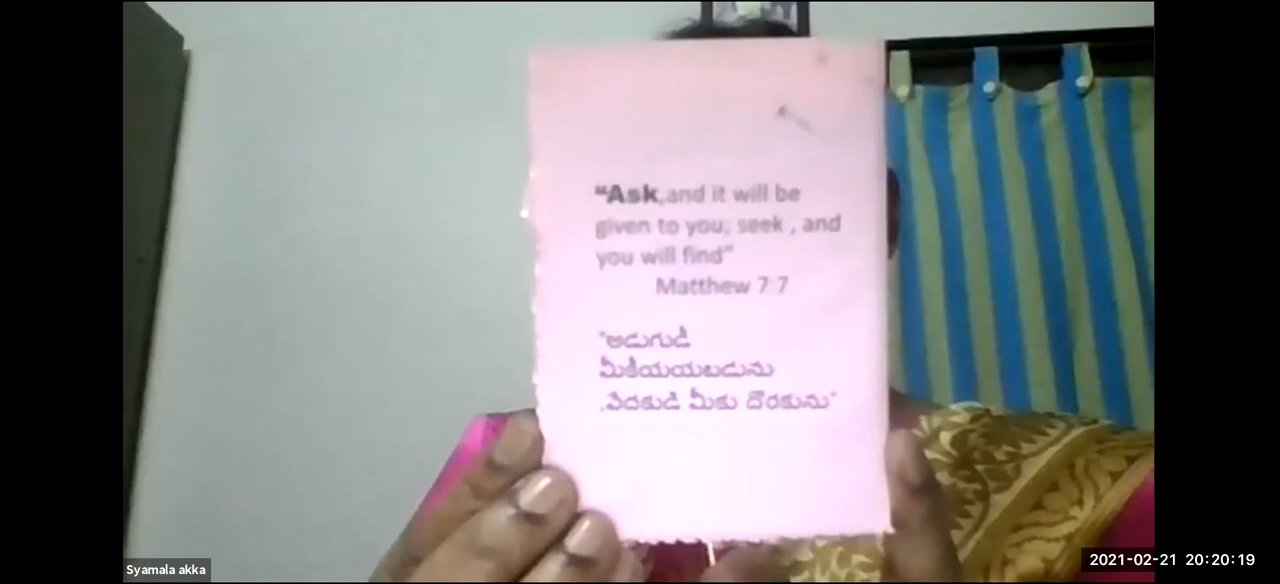 “Ask,and it will be
given to you; seek , and
you will find”
Matthew 7:7
"అడుగుడి
మీకీయయబడును
,వెదకుడి మీకు దొరకును"
Syamala akka
2021-02-21 20:20:19